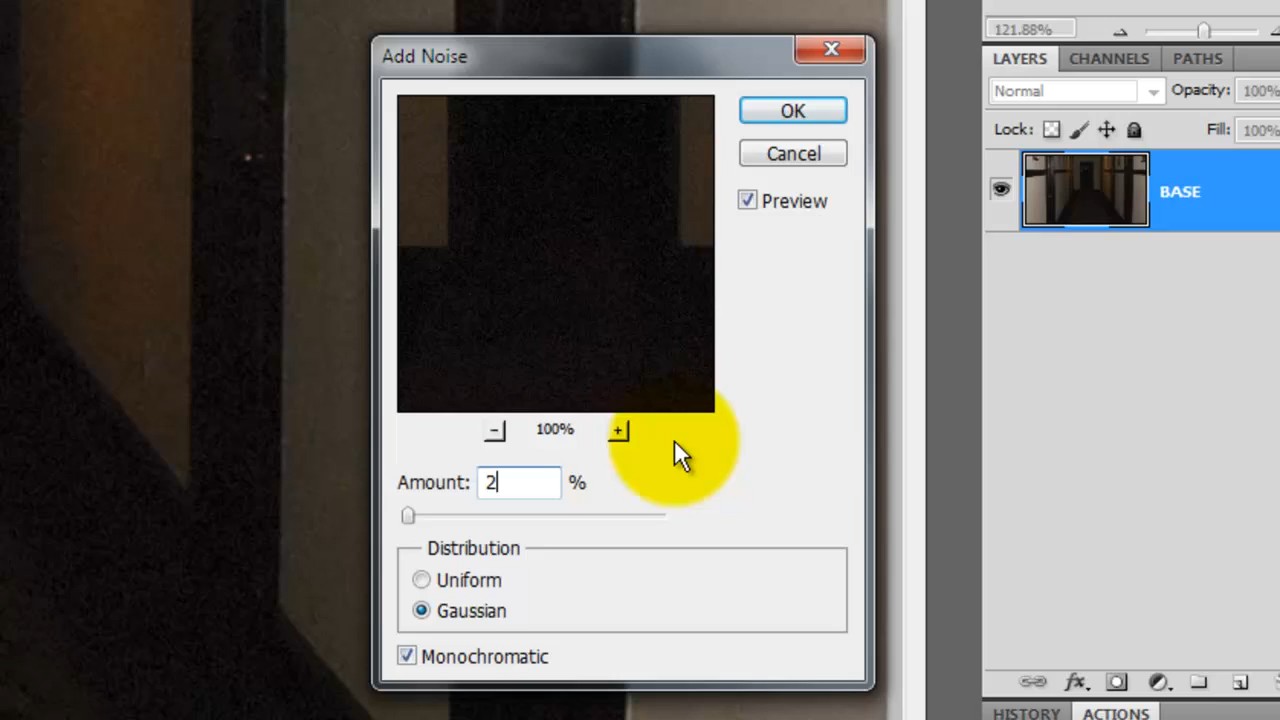 Add Noise
OK
Cancel
Preview
100%
Amount: 2 %
Distribution
Uniform
Gaussian
Monochromatic
121.88%
LAYERS CHANNELS PATHS
Normal Opacity: 100%
Lock: Fill: 100%
BASE
fx
HISTORY ACTIONS